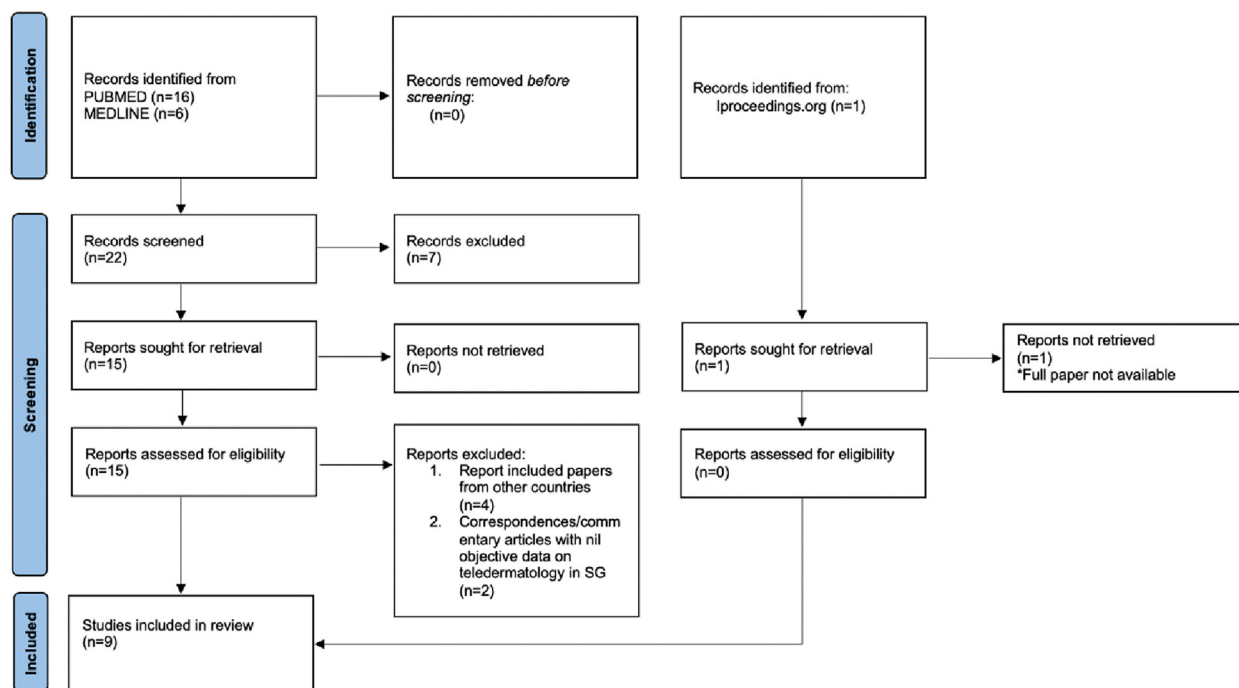 Identification
Records identified from
PUBMED (n=16)
MEDLINE (n=6)
Records removed before
screening:
(n=0)
Records identified from:
Iproceedings.org (n=1)
Screening
Records screened
(n=22)
Records excluded
(n=7)
Reports sought for retrieval
(n=15)
Reports not retrieved
(n=0)
Reports sought for retrieval
(n=1)
Reports not retrieved
(n=1)
*Full paper not available
Reports assessed for eligibility
(n=15)
Reports excluded:
1. Report included papers
from other countries
(n=4)
2. Correspondences/comm
entary articles with nil
objective data on
teledermatology in SG
(n=2)
Reports assessed for eligibility
(n=0)
Included
Studies included in review
(n=9)